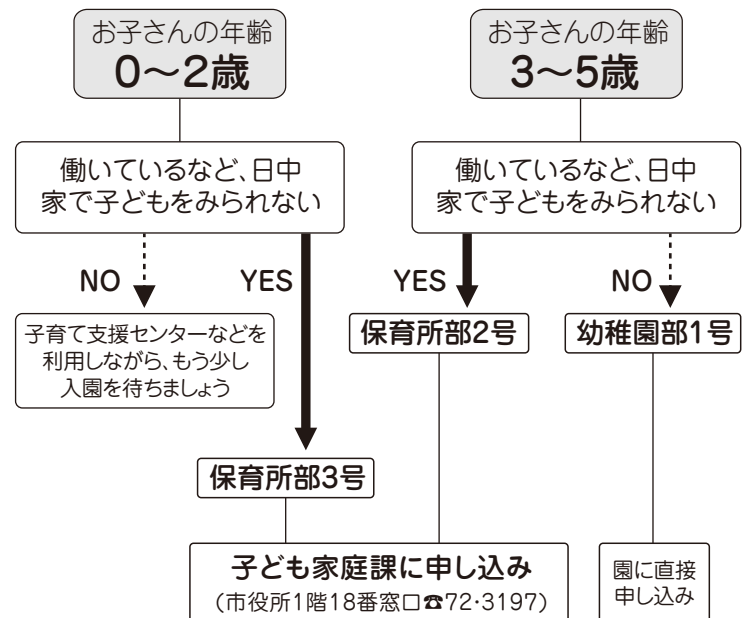 お子さんの年齢
0〜2歳
お子さんの年齢
3〜5歳
働いているなど、日中
家で子どもをみられない
働いているなど、日中
家で子どもをみられない
NO
YES
YES
NO
子育て支援センターなどを
利用しながら、もう少し
入園を待ちましょう
保育所部2号
幼稚園部1号
保育所部3号
子ども家庭課に申し込み
（市役所1階18番窓口☎72・3197）
園に直接
申し込み